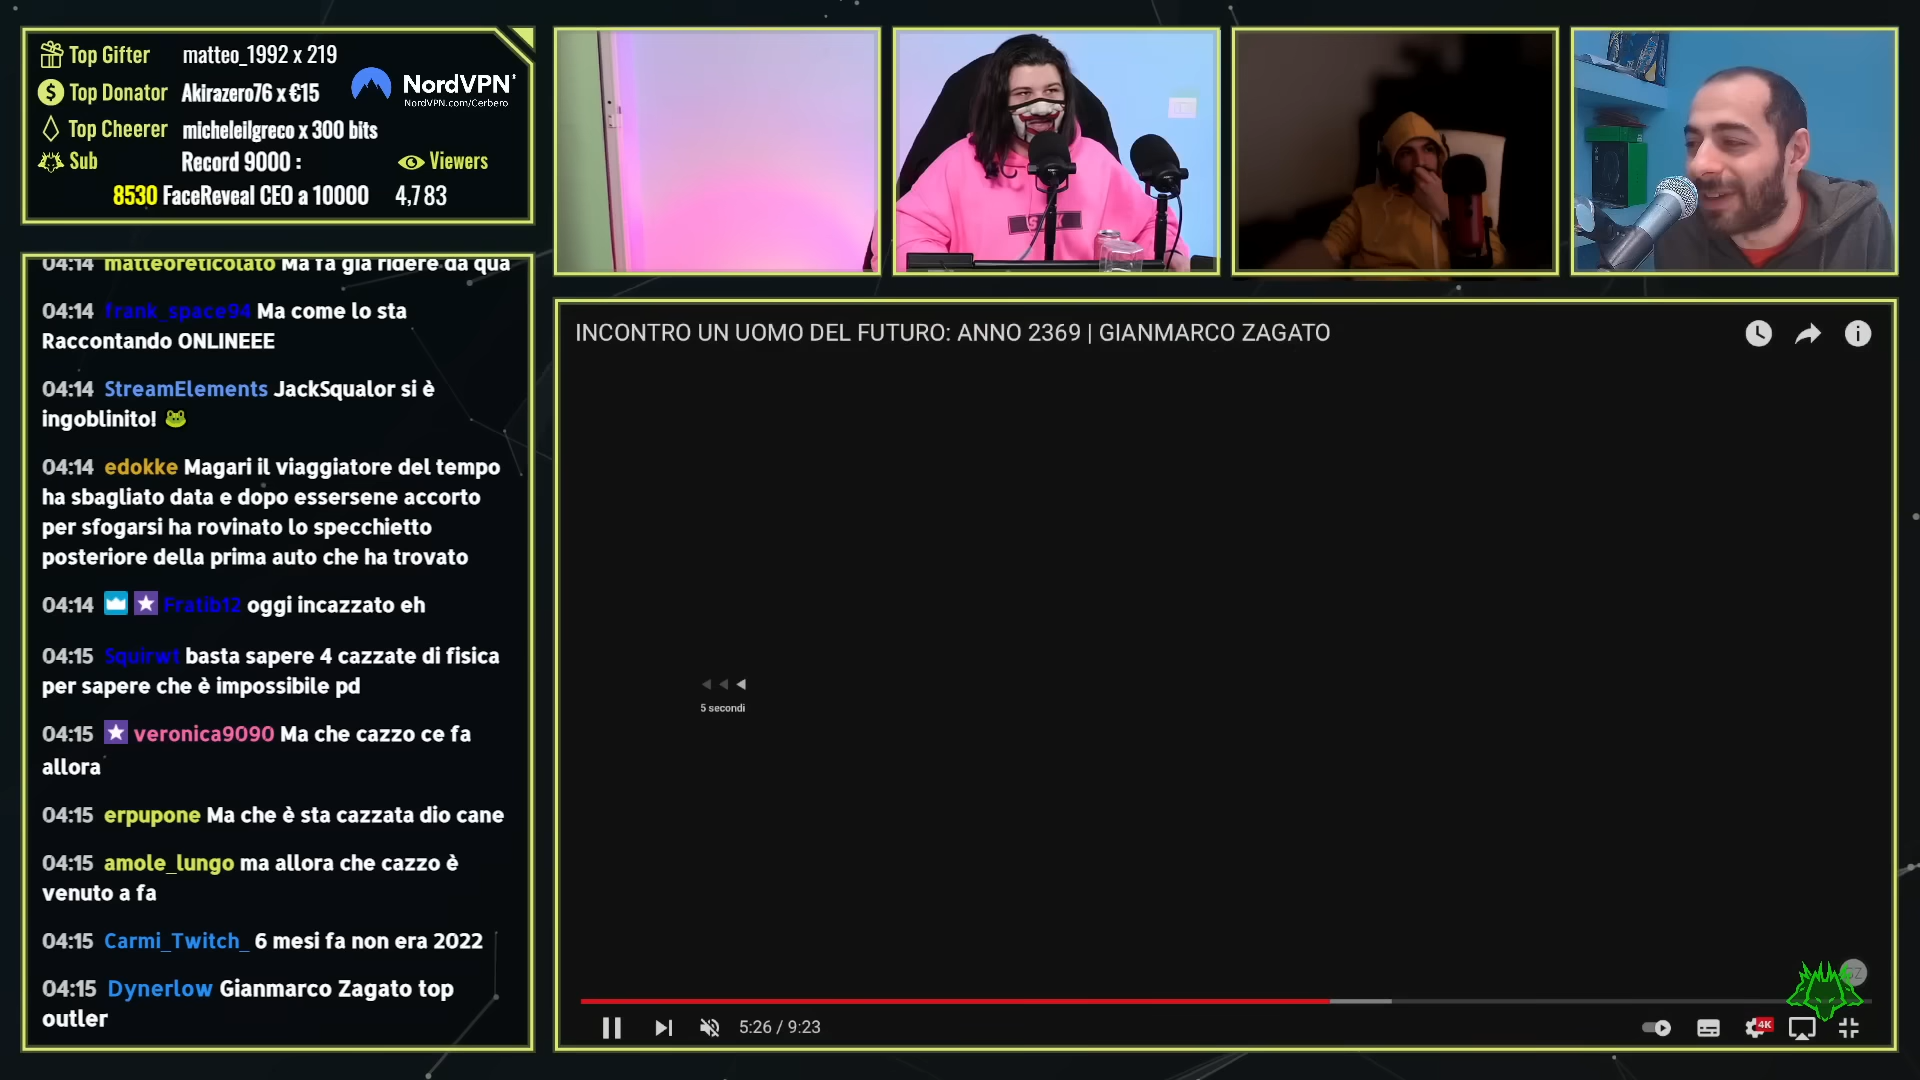 Top Gifter matteo_1992 x 219
Top Donator Akirazero76 x €15
NordVPN
NordVPN.com/Cerbero
Top Cheerer micheleilgreco x 300 bits
Sub Record 9000 : Viewers
8530 FaceReveal CEO a 10000 4,783
04:14 matteoreticolato Ma fa già ridere da qua
04:14 frank_space94 Ma come lo sta
Raccontando ONLINEEE
04:14 StreamElements JackSqualor si è
ingoblinito!
04:14 edokke Magari il viaggiatore del tempo
ha sbagliato data e dopo essersene accorto
per sfogarsi ha rovinato lo specchietto
posteriore della prima auto che ha trovato
04:14 Fratib12 oggi incazzato eh
04:15 Squirwt basta sapere 4 cazzate di fisica
per sapere che è impossibile pd
04:15 veronica9090 Ma che cazzo ce fa
allora
04:15 erpupone Ma che è sta cazzata dio cane
04:15 amole_lungo ma allora che cazzo è
venuto a fa
04:15 Carmi_Twitch_ 6 mesi fa non era 2022
04:15 Dynerlow Gianmarco Zagato top
outler
INCONTRO UN UOMO DEL FUTURO: ANNO 2369 | GIANMARCO ZAGATO
5 secondi
5:26 / 9:23
4K